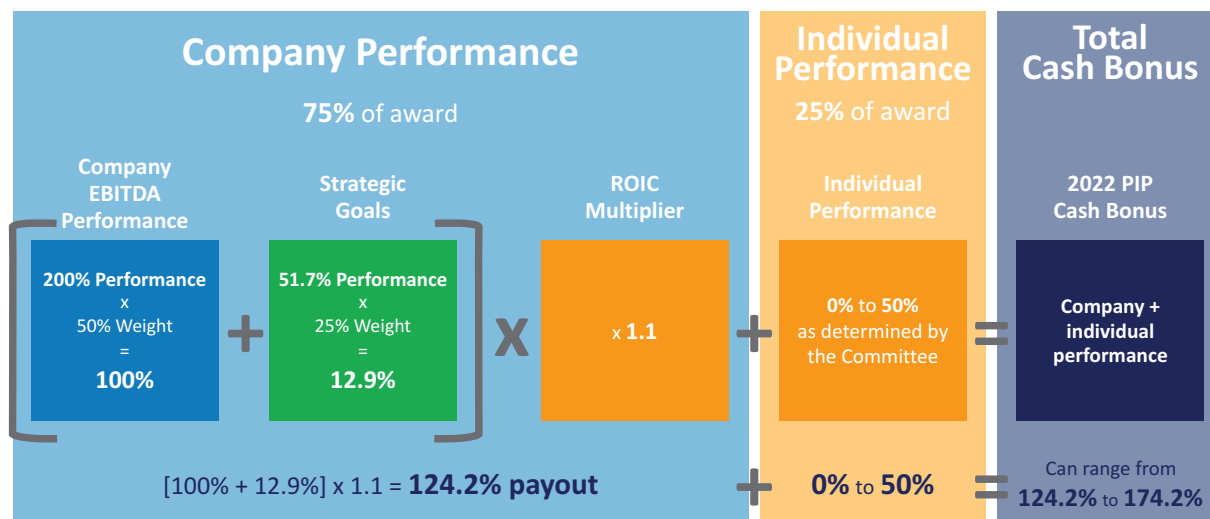 Company Performance
75% of award
Company
EBITDA
Performance
200% Performance
x
50% Weight
=
100%
+
Strategic
Goals
51.7% Performance
x
25% Weight
=
12.9%
x
ROIC
Multiplier
x 1.1
[100% + 12.9%] x 1.1 = 124.2% payout
+
+
Individual
Performance
25% of award
Individual
Performance
0% to 50%
as determined by
the Committee
0% to 50%
=
=
Total
Cash Bonus
2022 PIP
Cash Bonus
Company +
individual
performance
Can range from
124.2% to 174.2%